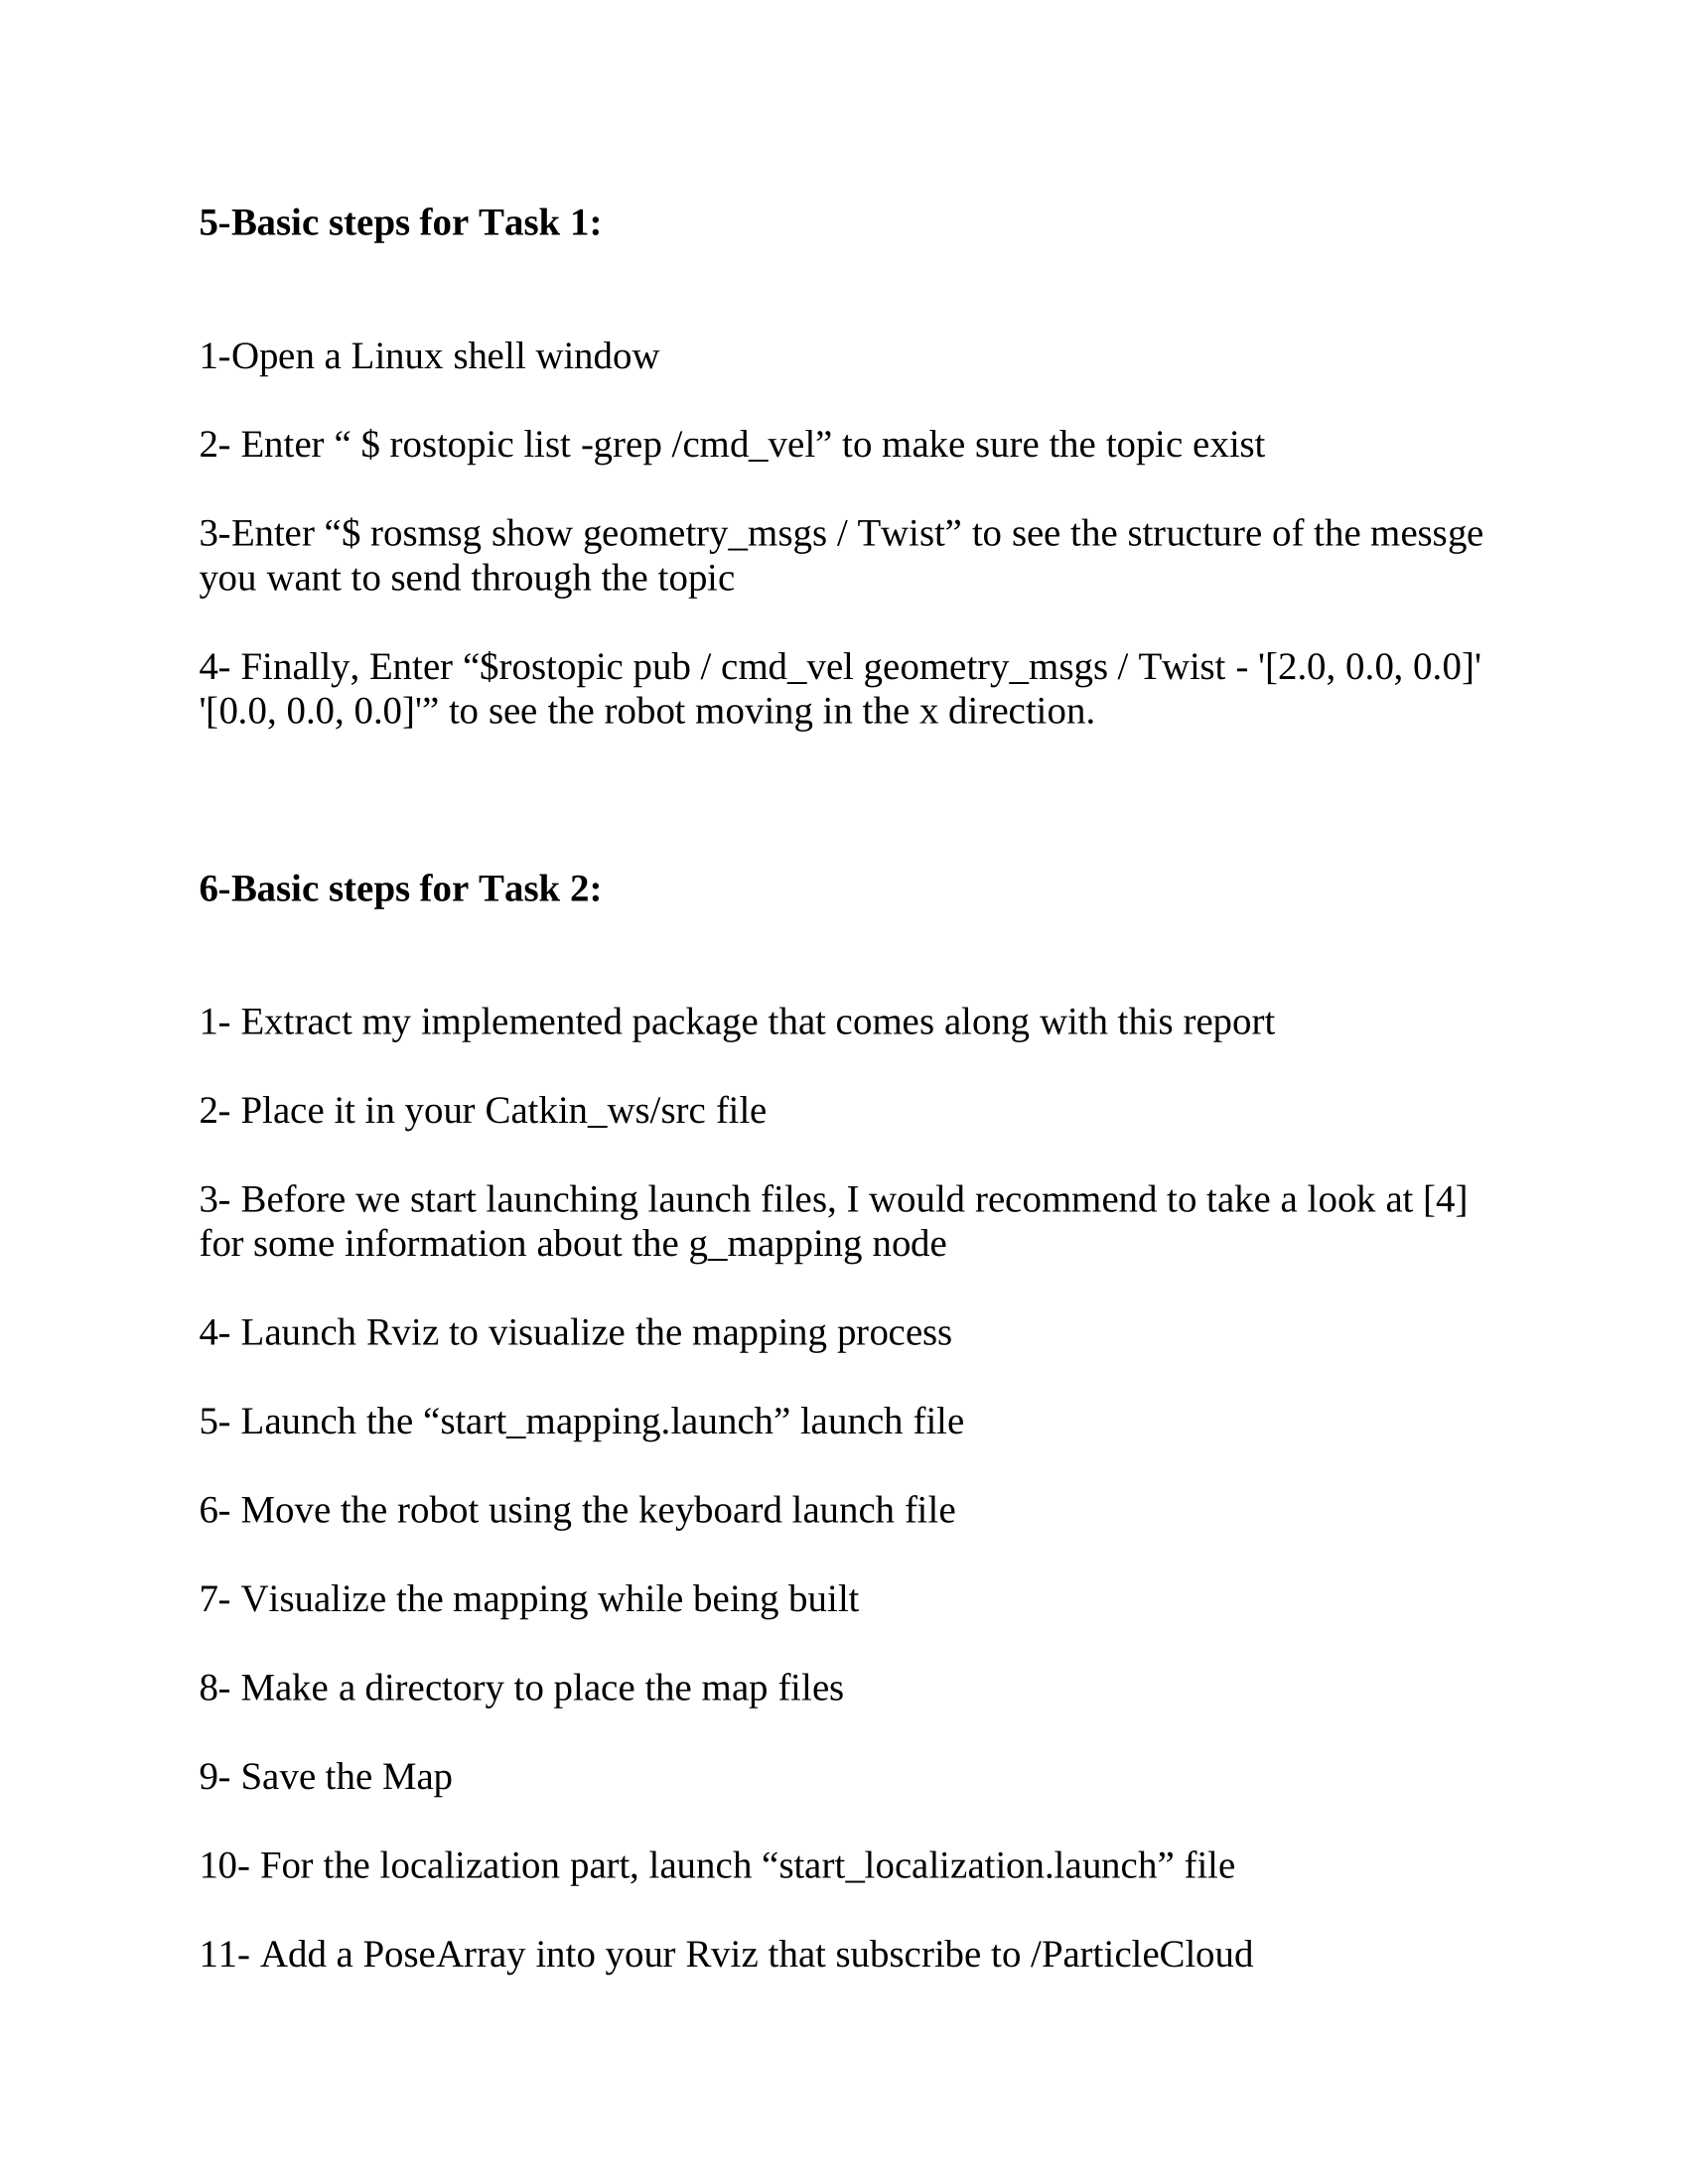 5-Basic steps for Task 1:
1-Open a Linux shell window
2- Enter “ $ rostopic list -grep /cmd_vel” to make sure the topic exist
3-Enter “$ rosmsg show geometry_msgs / Twist” to see the structure of the messge
you want to send through the topic
4- Finally, Enter “$rostopic pub / cmd_vel geometry_msgs / Twist - '[2.0, 0.0, 0.0]'
'[0.0, 0.0, 0.0]'” to see the robot moving in the x direction.
6-Basic steps for Task 2:
1- Extract my implemented package that comes along with this report
2- Place it in your Catkin_ws/src file
3- Before we start launching launch files, I would recommend to take a look at [4]
for some information about the g_mapping node
4- Launch Rviz to visualize the mapping process
5- Launch the “start_mapping.launch” launch file
6- Move the robot using the keyboard launch file
7- Visualize the mapping while being built
8- Make a directory to place the map files
9- Save the Map
10- For the localization part, launch “start_localization.launch” file
11- Add a PoseArray into your Rviz that subscribe to /ParticleCloud